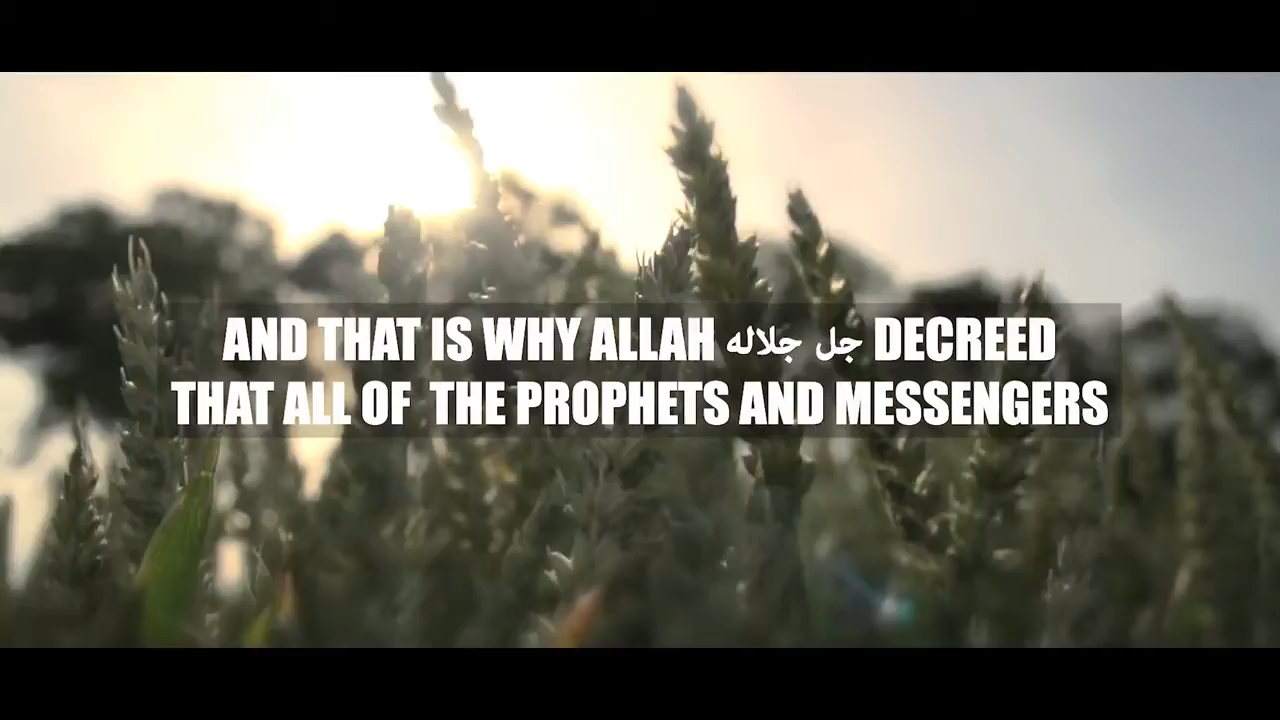 AND THAT IS WHY ALLAH جل جلاله DECREED
THAT ALL OF THE PROPHETS AND MESSENGERS